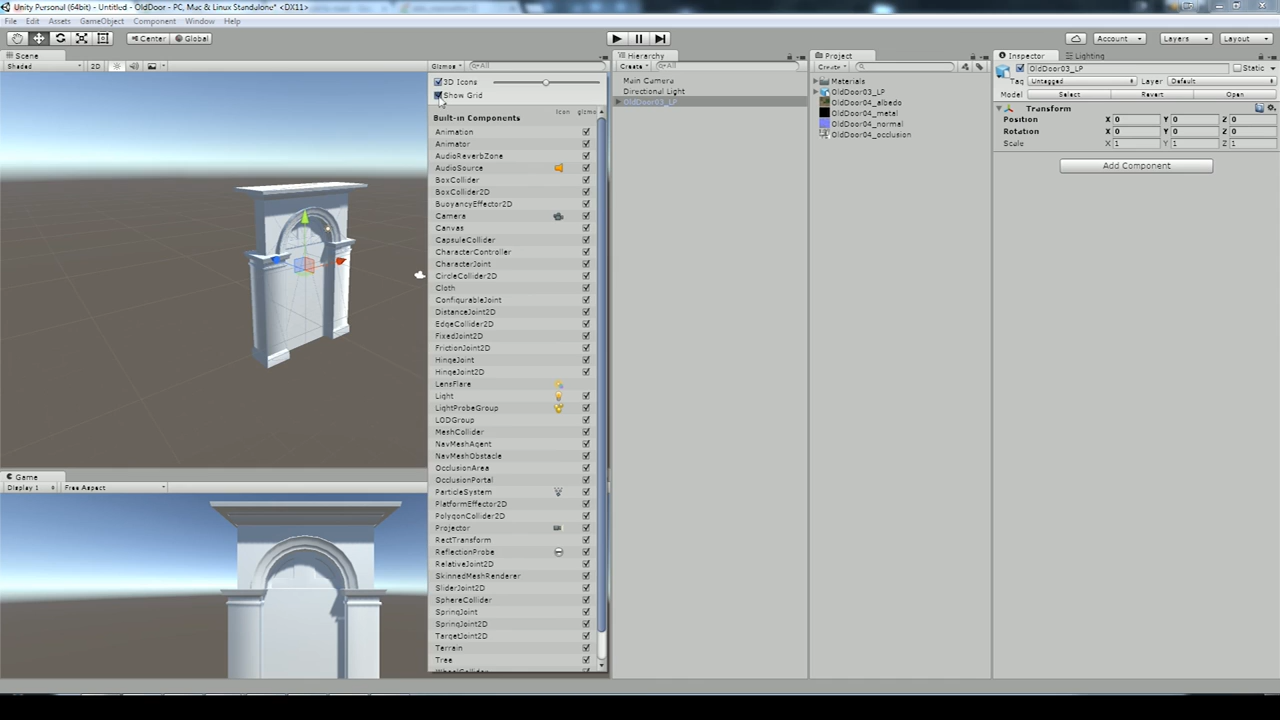 Unity Personal (64bit) - Untitled - OldDoor - PC, Mac & Linux Standalone* <DX11>
File Edit Assets GameObject Component Window Help
Center Global Account Layers Layout
Scene
Shaded 2D Gizmos All
3D Icons
Show Grid
icon gizmo
Built-in Components
Animation
Animator
AudioReverbZone
AudioSource
BoxCollider
BoxCollider2D
BuoyancyEffector2D
Camera
Canvas
CapsuleCollider
CharacterController
CharacterJoint
CircleCollider2D
Cloth
ConfigurableJoint
DistanceJoint2D
EdgeCollider2D
FixedJoint2D
FrictionJoint2D
HingeJoint
HingeJoint2D
LensFlare
Light
LightProbeGroup
LODGroup
MeshCollider
NavMeshAgent
NavMeshObstacle
OcclusionArea
OcclusionPortal
ParticleSystem
PlatformEffector2D
PolygonCollider2D
Projector
RectTransform
ReflectionProbe
RelativeJoint2D
SkinnedMeshRenderer
SliderJoint2D
SphereCollider
SpringJoint
SpringJoint2D
TargetJoint2D
Terrain
Tree
WheelCollider
Game
Display 1 Free Aspect
Hierarchy
Create All
Main Camera
Directional Light
OldDoor03_LP
Project
Create
Materials
OldDoor03_LP
OldDoor04_albedo
OldDoor04_metal
OldDoor04_normal
OldDoor04_occlusion
Inspector Lighting
OldDoor03_LP Static
Tag Untagged Layer Default
Model Select Revert Open
Transform
Position X 0 Y 0 Z 0
Rotation X 0 Y 0 Z 0
Scale X 1 Y 1 Z 1
Add Component